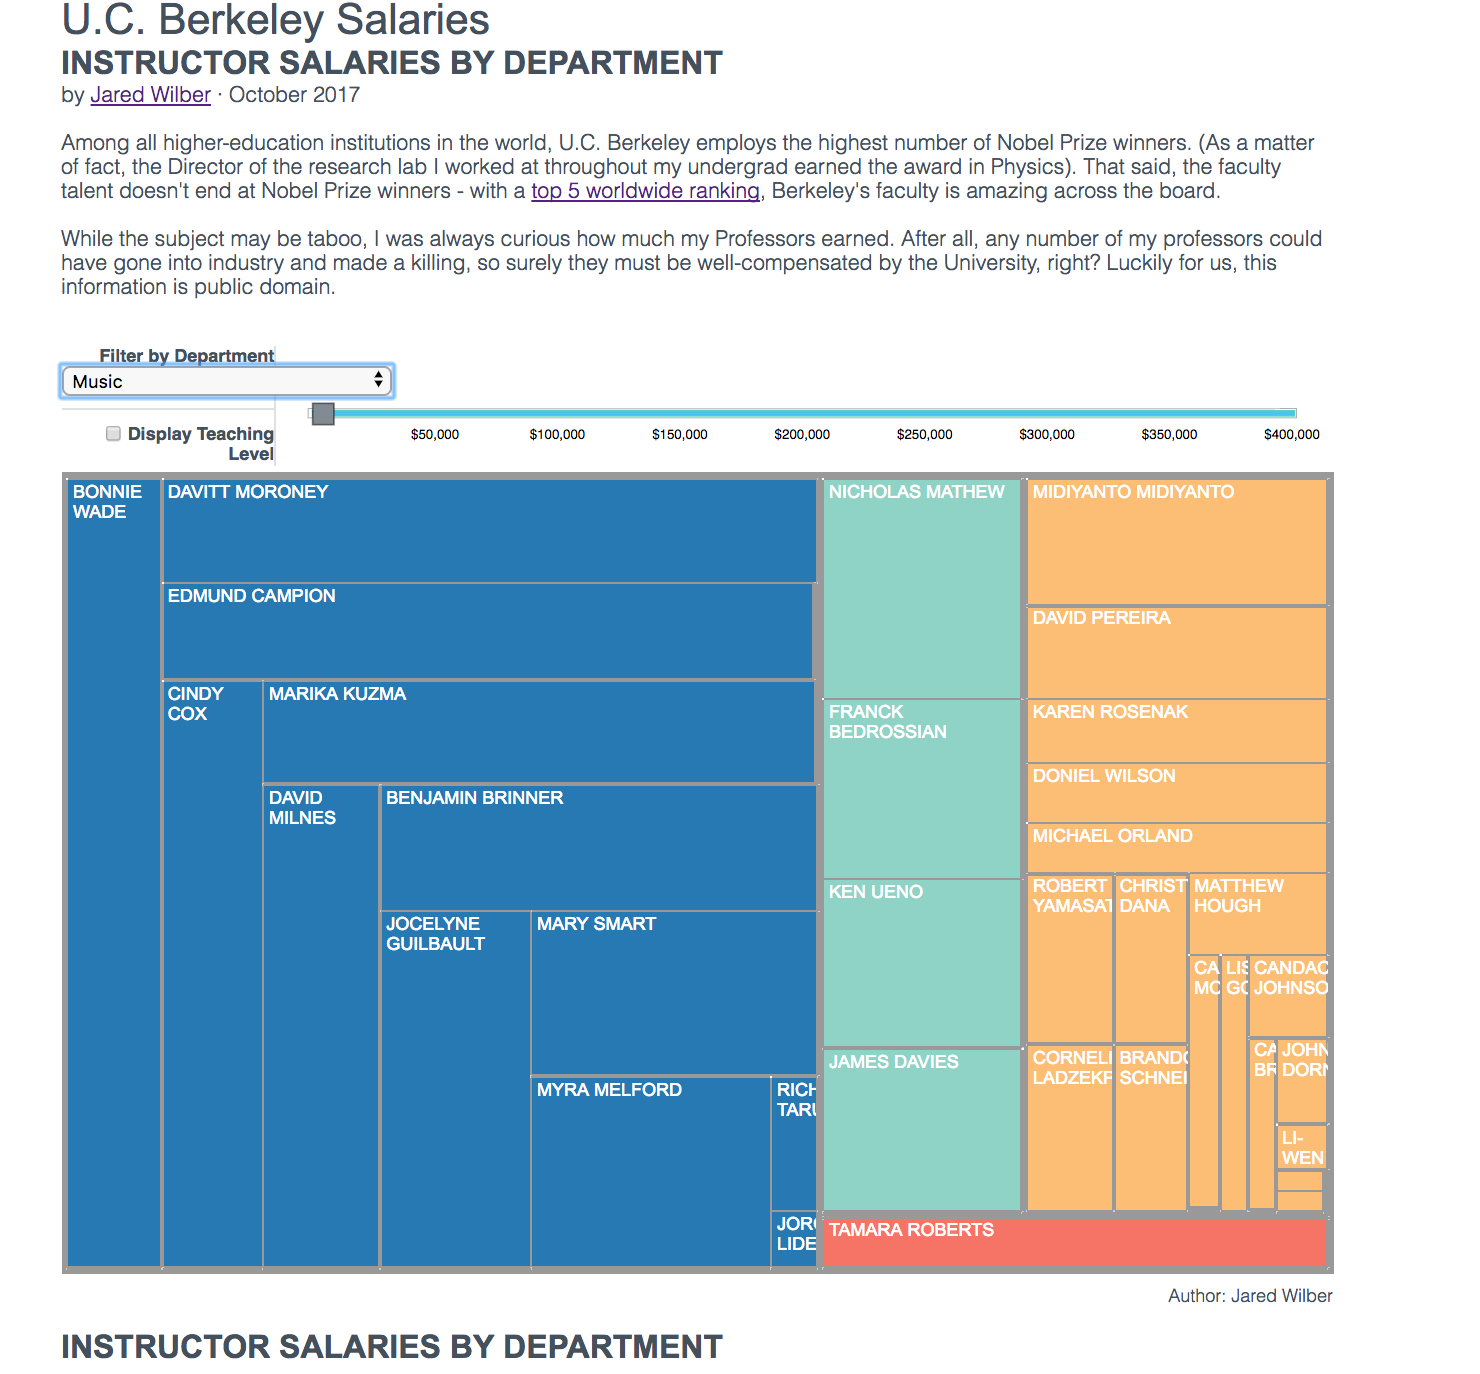 U.C. Berkeley Salaries
INSTRUCTOR SALARIES BY DEPARTMENT
by Jared Wilber · October 2017
Among all higher-education institutions in the world, U.C. Berkeley employs the highest number of Nobel Prize winners. (As a matter
of fact, the Director of the research lab I worked at throughout my undergrad earned the award in Physics). That said, the faculty
talent doesn't end at Nobel Prize winners - with a top 5 worldwide ranking, Berkeley's faculty is amazing across the board.
While the subject may be taboo, I was always curious how much my Professors earned. After all, any number of my professors could
have gone into industry and made a killing, so surely they must be well-compensated by the University, right? Luckily for us, this
information is public domain.
Filter by Department
Music
Display Teaching
Level
$50,000 $100,000 $150,000 $200,000 $250,000 $300,000 $350,000 $400,000
BONNIE
WADE
DAVITT MORONEY
EDMUND CAMPION
CINDY
COX
MARIKA KUZMA
DAVID
MILNES
BENJAMIN BRINNER
JOCELYNE
GUILBAULT
MARY SMART
MYRA MELFORD
RICH
TARU
JOR
LIDE
NICHOLAS MATHEW
FRANCK
BEDROSSIAN
KEN UENO
JAMES DAVIES
MIDIYANTO MIDIYANTO
DAVID PEREIRA
KAREN ROSENAK
DONIEL WILSON
MICHAEL ORLAND
ROBERT
YAMASAT
CHRIST
DANA
MATTHEW
HOUGH
CORNELI
LADZEKP
BRAND
SCHNEI
CA
MO
LIS
GO
CANDAC
JOHNSO
CA
BR
JOHN
DORN
LI-
WEN
TAMARA ROBERTS
Author: Jared Wilber
INSTRUCTOR SALARIES BY DEPARTMENT